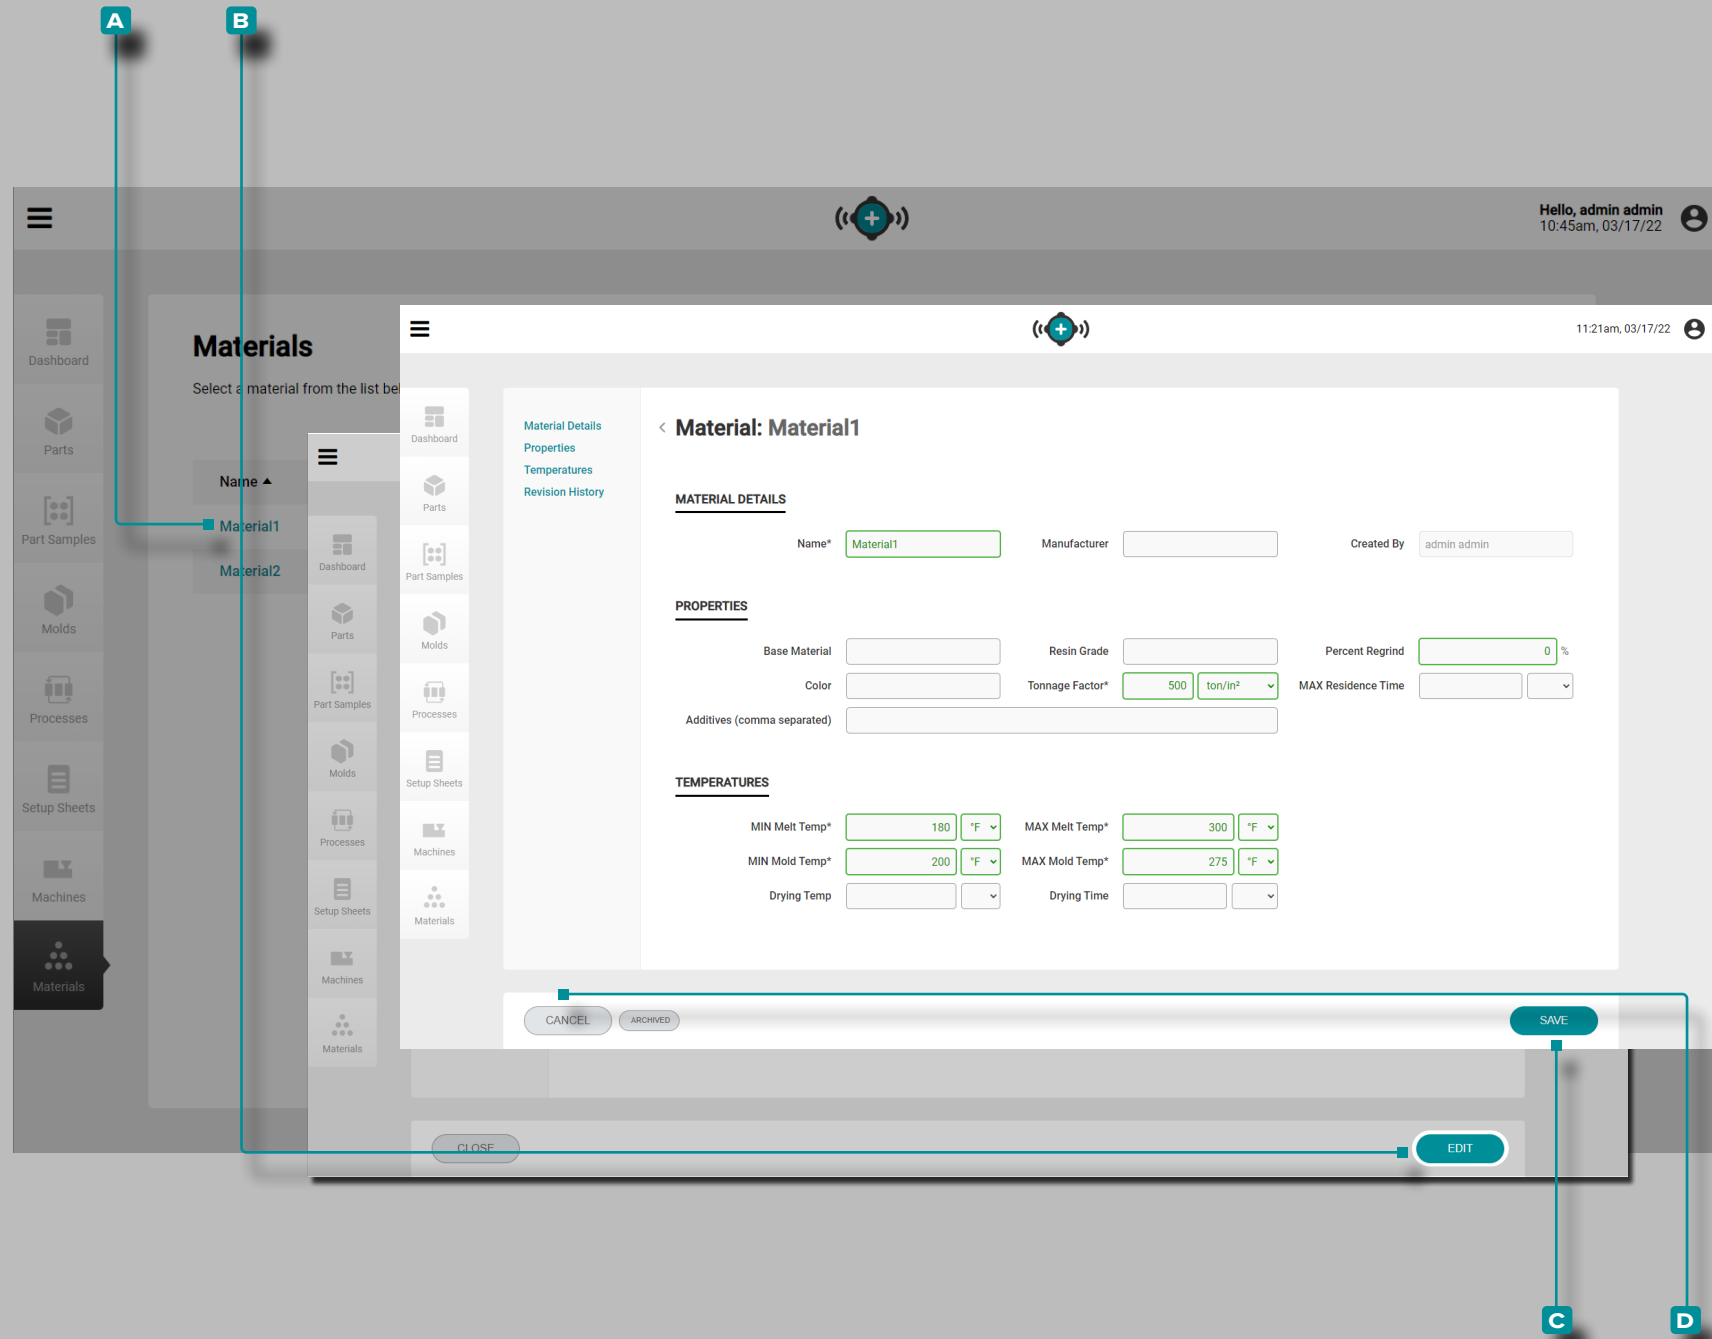 A
B
Hello, admin admin
10:45am, 03/17/22
Dashboard
Parts
Part Samples
Molds
Processes
Setup Sheets
Machines
Materials
Materials
Select a material from the list bel
Name
Material1
Material2
Dashboard
Parts
Part Samples
Molds
Processes
Setup Sheets
Machines
Materials
CLOSE
EDIT
11:21am, 03/17/22
Dashboard
Parts
Part Samples
Molds
Processes
Setup Sheets
Machines
Materials
Material Details
Properties
Temperatures
Revision History
< Material: Material1
MATERIAL DETAILS
Name* Material1 Manufacturer Created By admin admin
PROPERTIES
Base Material Resin Grade Percent Regrind 0 %
Color Tonnage Factor* 500 ton/in² MAX Residence Time
Additives (comma separated)
TEMPERATURES
MIN Melt Temp* 180 °F MAX Melt Temp* 300 °F
MIN Mold Temp* 200 °F MAX Mold Temp* 275 °F
Drying Temp Drying Time
CANCEL ARCHIVED SAVE
C
D